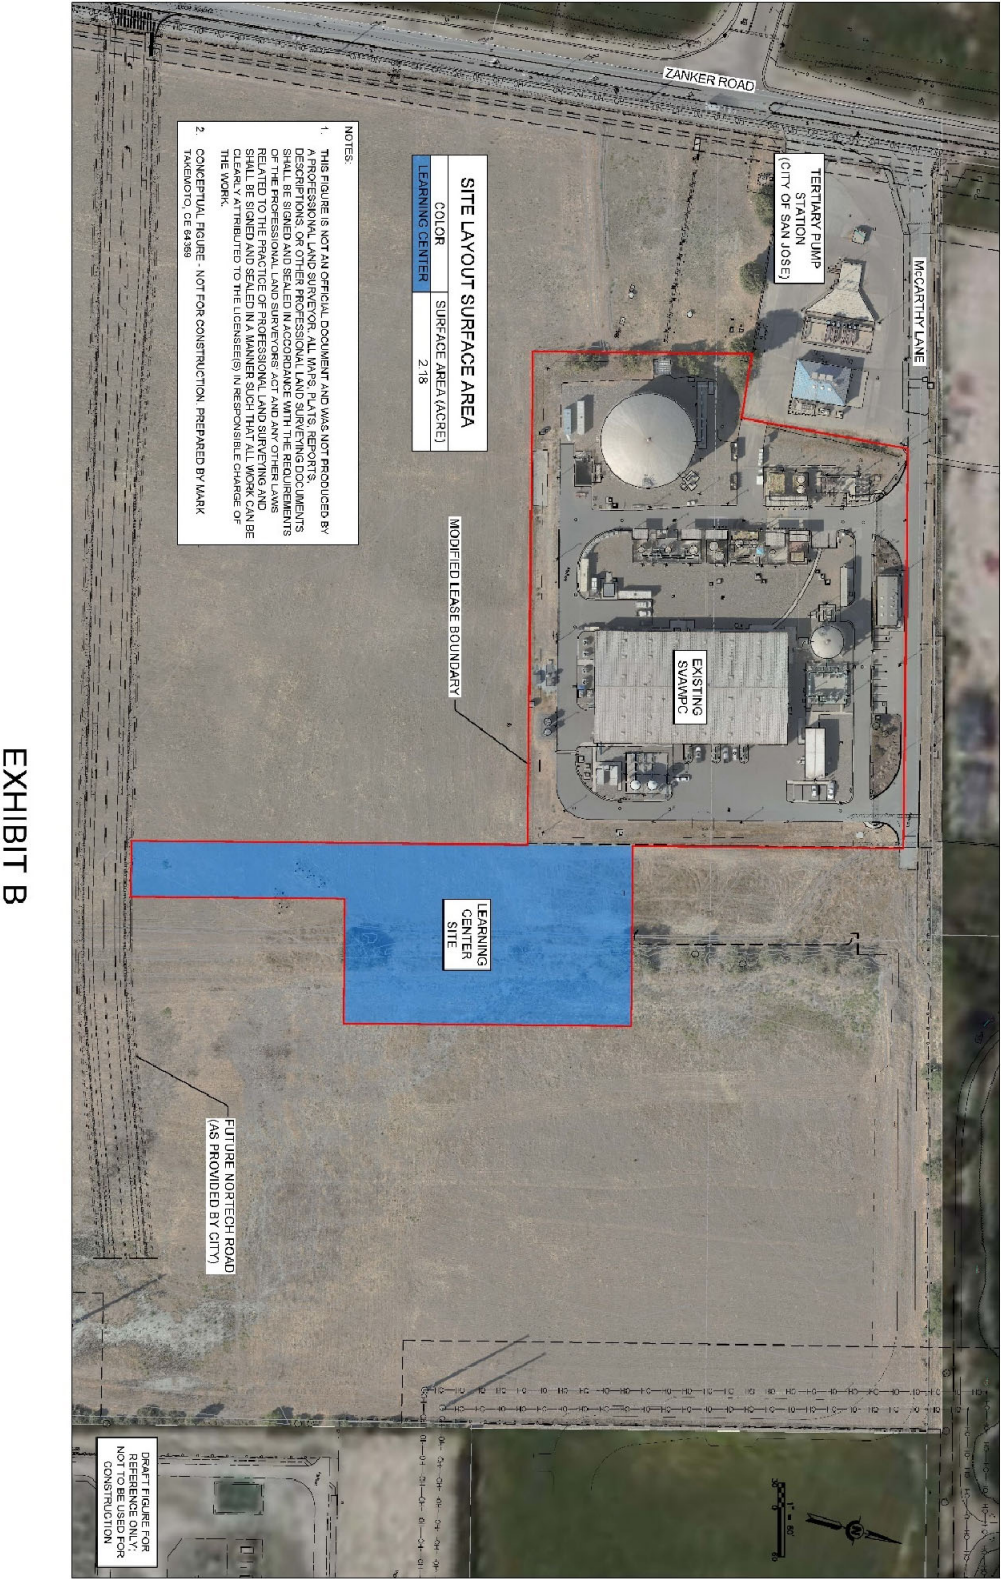 ZANKER ROAD
McCARTHY LANE
TERTIARY PUMP
STATION
(CITY OF SAN JOSE)
SITE LAYOUT SURFACE AREA
COLOR SURFACE AREA (ACRE)
LEARNING CENTER 2.18
NOTES:
1. THIS FIGURE IS NOT AN OFFICIAL DOCUMENT AND WAS NOT PRODUCED BY
A PROFESSIONAL LAND SURVEYOR. ALL MAPS, PLATS, REPORTS,
DESCRIPTIONS, OR OTHER PROFESSIONAL LAND SURVEYING DOCUMENTS
SHALL BE SIGNED AND SEALED IN ACCORDANCE WITH THE REQUIREMENTS
OF THE PROFESSIONAL LAND SURVEYORS' ACT AND ANY OTHER LAWS
RELATED TO THE PRACTICE OF PROFESSIONAL LAND SURVEYING AND
SHALL BE SIGNED AND SEALED IN A MANNER SUCH THAT ALL WORK CAN BE
CLEARLY ATTRIBUTED TO THE LICENSEE(S) IN RESPONSIBLE CHARGE OF
THE WORK.
2. CONCEPTUAL FIGURE - NOT FOR CONSTRUCTION. PREPARED BY MARK
TAKEMOTO, CE 64369
EXISTING
SVAWPC
MODIFIED LEASE BOUNDARY
LEARNING
CENTER
SITE
FUTURE NORTECH ROAD
(AS PROVIDED BY CITY)
1" = 80'
N
DRAFT FIGURE FOR
REFERENCE ONLY;
NOT TO BE USED FOR
CONSTRUCTION
EXHIBIT B